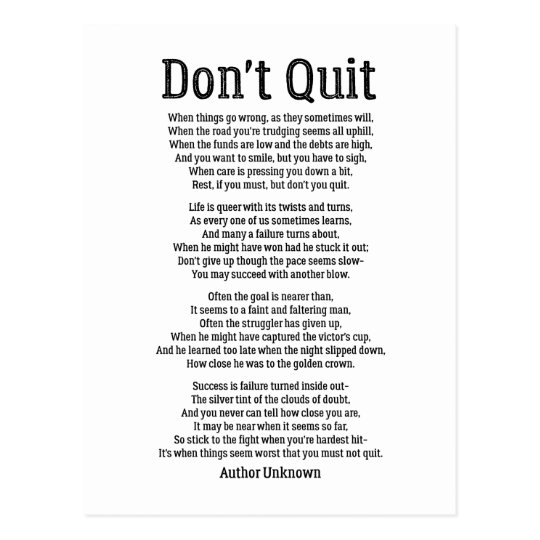 Don't Quit
When things go wrong, as they sometimes will,
When the road you're trudging seems all uphill,
When the funds are low and the debts are high,
And you want to smile, but you have to sigh,
When care is pressing you down a bit,
Rest, if you must, but don't you quit.
Life is queer with its twists and turns,
As every one of us sometimes learns,
And many a failure turns about,
When he might have won had he stuck it out;
Don't give up though the pace seems slow-
You may succeed with another blow.
Often the goal is nearer than,
It seems to a faint and faltering man,
Often the struggler has given up,
When he might have captured the victor's cup,
And he learned too late when the night slipped down,
How close he was to the golden crown.
Success is failure turned inside out-
The silver tint of the clouds of doubt,
And you never can tell how close you are,
It may be near when it seems so far,
So stick to the fight when you're hardest hit-
It's when things seem worst that you must not quit.
Author Unknown